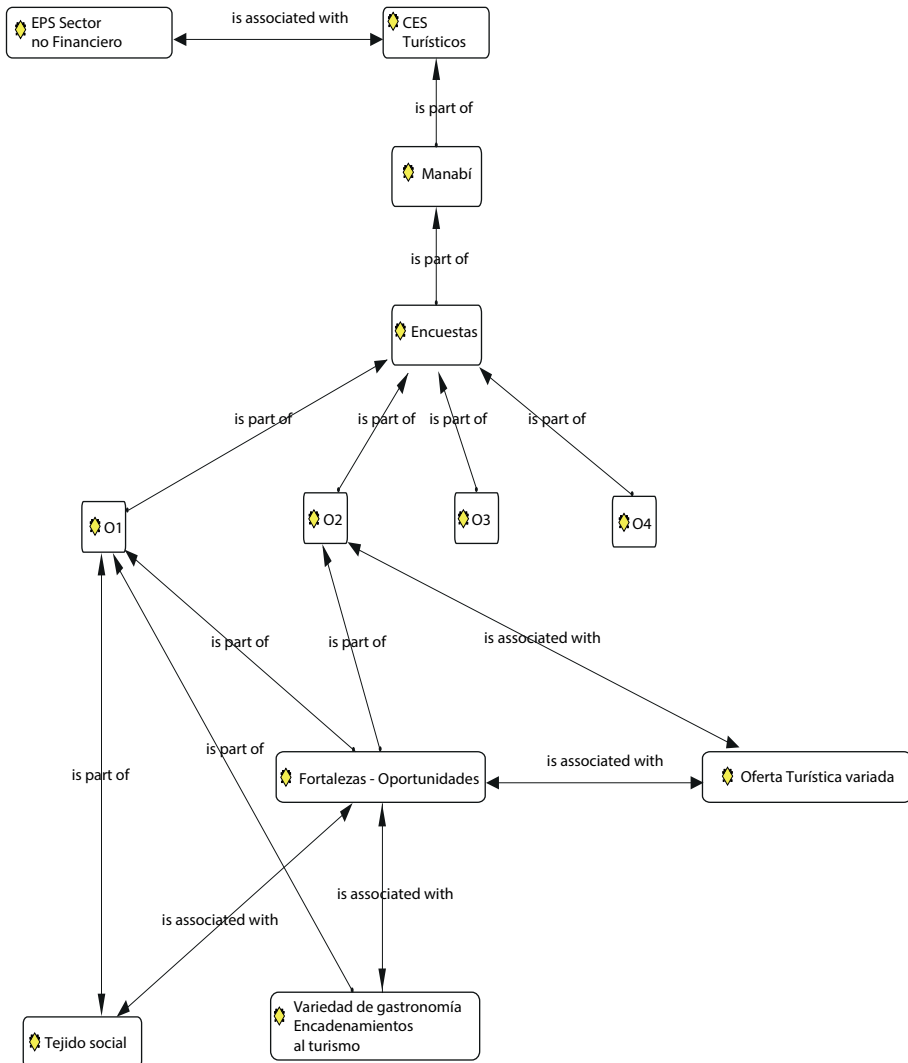 is associated with
EPS Sector
no Financiero
CES
Turísticos
is part of
Manabí
is part of
Encuestas
is part of
is part of
is part of
is part of
O1
O2
O3
O4
is part of
is part of
is associated with
is part of
is part of
is associated with
Fortalezas - Oportunidades
Oferta Turística variada
is associated with
is associated with
Variedad de gastronomía
Encadenamientos
al turismo
Tejido social